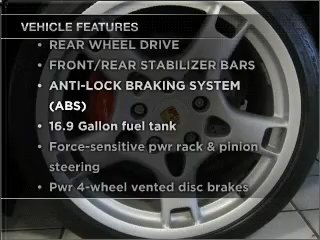 VEHICLE FEATURES
• REAR WHEEL DRIVE
• FRONT/REAR STABILIZER BARS
• ANTI-LOCK BRAKING SYSTEM
(ABS)
• 16.9 Gallon fuel tank
• Force-sensitive pwr rack & pinion
steering
• Pwr 4-wheel vented disc brakes